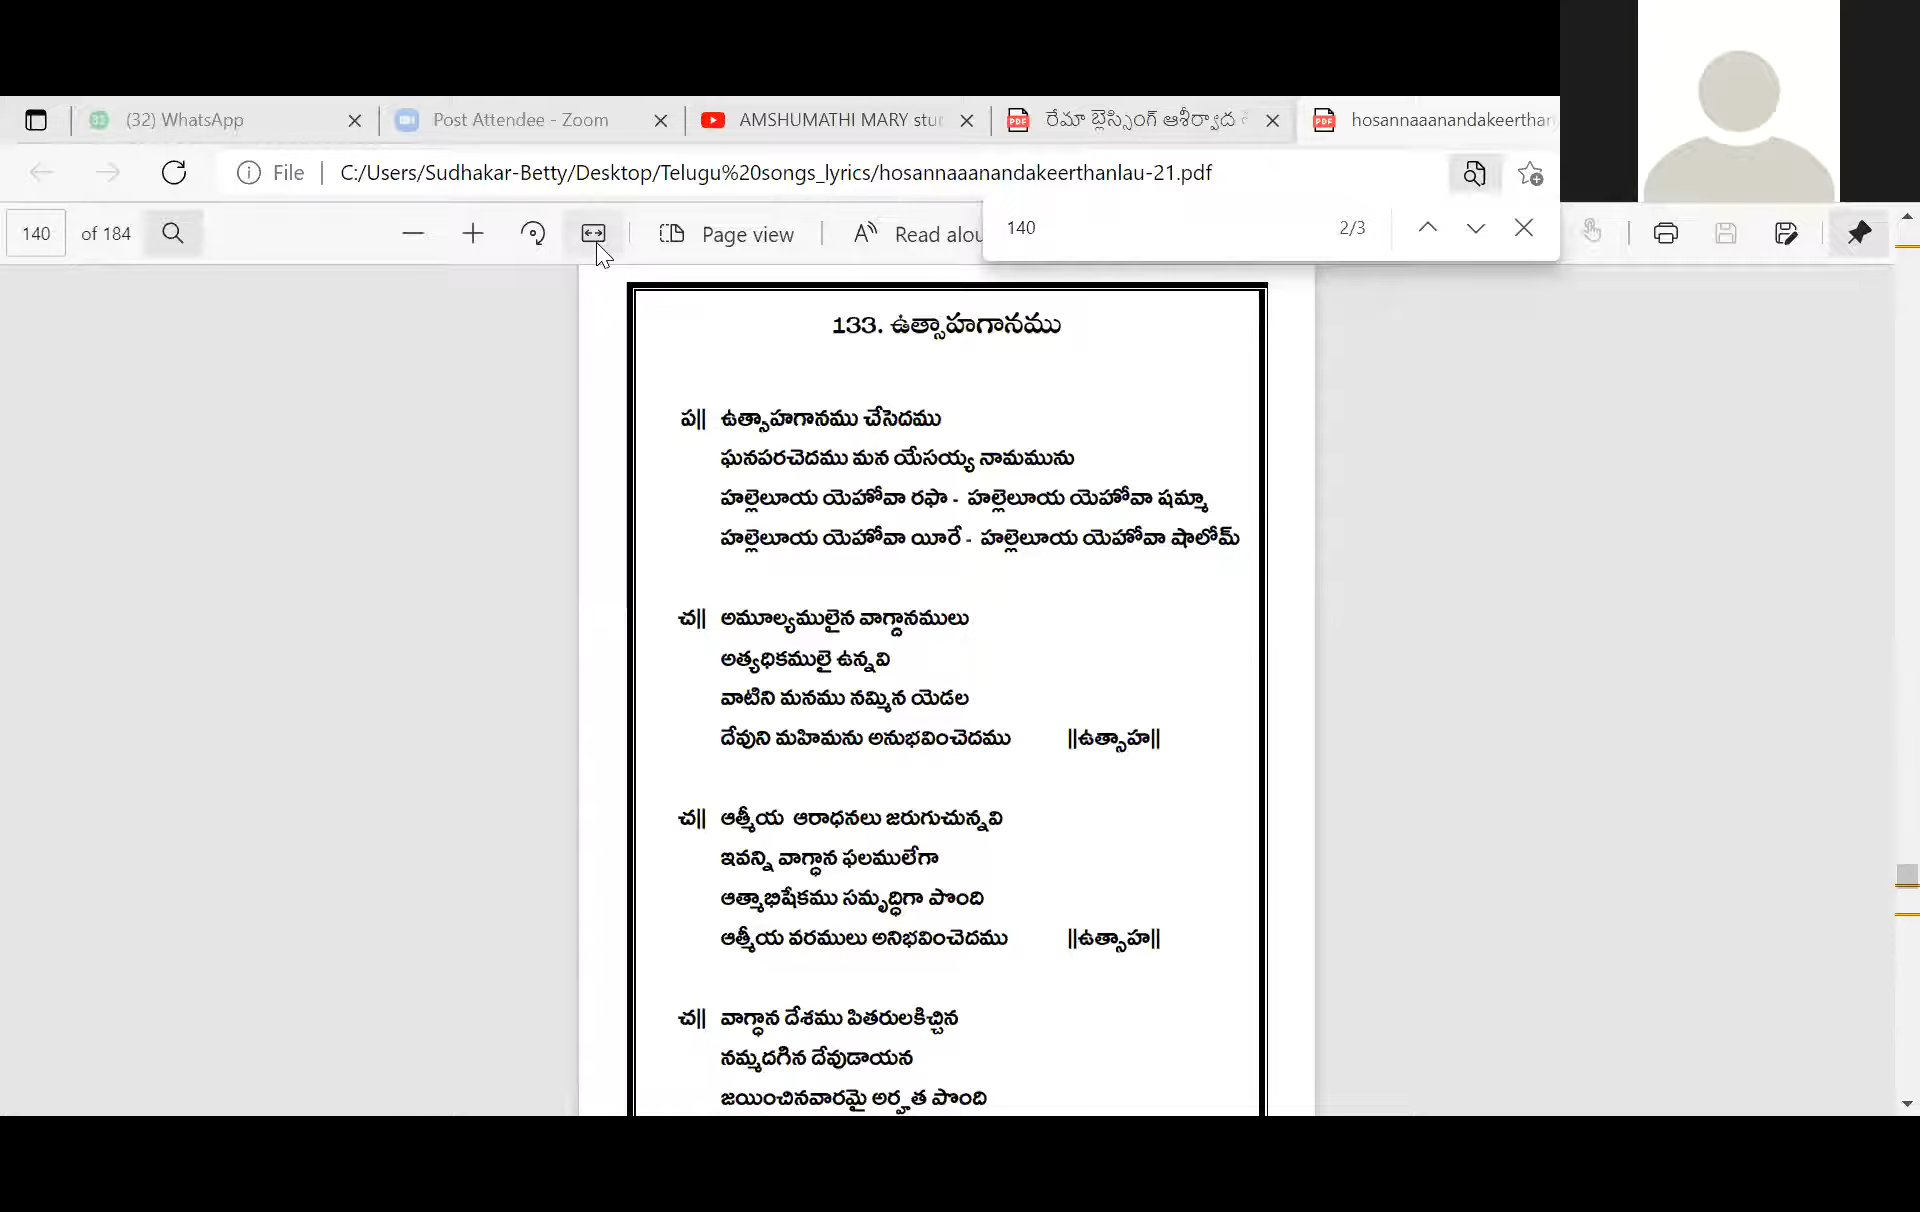 (32) WhatsApp
Post Attendee - Zoom
AMSHUMATHI MARY stu
రేమా బ్లెస్సింగ్ ఆశీర్వాద
hosannaaanandakeerthan
File
C:/Users/Sudhakar-Betty/Desktop/Telugu%20songs_lyrics/hosannaaanandakeerthanlau-21.pdf
140 of 184
Page view
Read alou
140
2/3
133. ఉత్సాహగానము
ప|| ఉత్సాహగానము చేసెదము
ఘనపరచెదము మన యేసయ్య నామమును
హల్లెలూయ యెహోవా రఫా - హల్లెలూయ యెహోవా షమ్మా
హల్లెలూయ యెహోవా యీరే - హల్లెలూయ యెహోవా షాలోమ్
చ|| అమూల్యములైన వాగ్దానములు
అత్యధికములై ఉన్నవి
వాటిని మనము నమ్మిన యెడల
దేవుని మహిమను అనుభవించెదము ||ఉత్సాహ||
చ|| ఆత్మీయ ఆరాధనలు జరుగుచున్నవి
ఇవన్ని వాగ్ధాన ఫలములేగా
ఆత్మాభిషేకము సమృద్ధిగా పొంది
ఆత్మీయ వరములు అనిభవించెదము ||ఉత్సాహ||
చ|| వాగ్ధాన దేశము పితరులకిచ్చిన
నమ్మదగిన దేవుడాయన
జయించినవారమై అర్హత పొంది